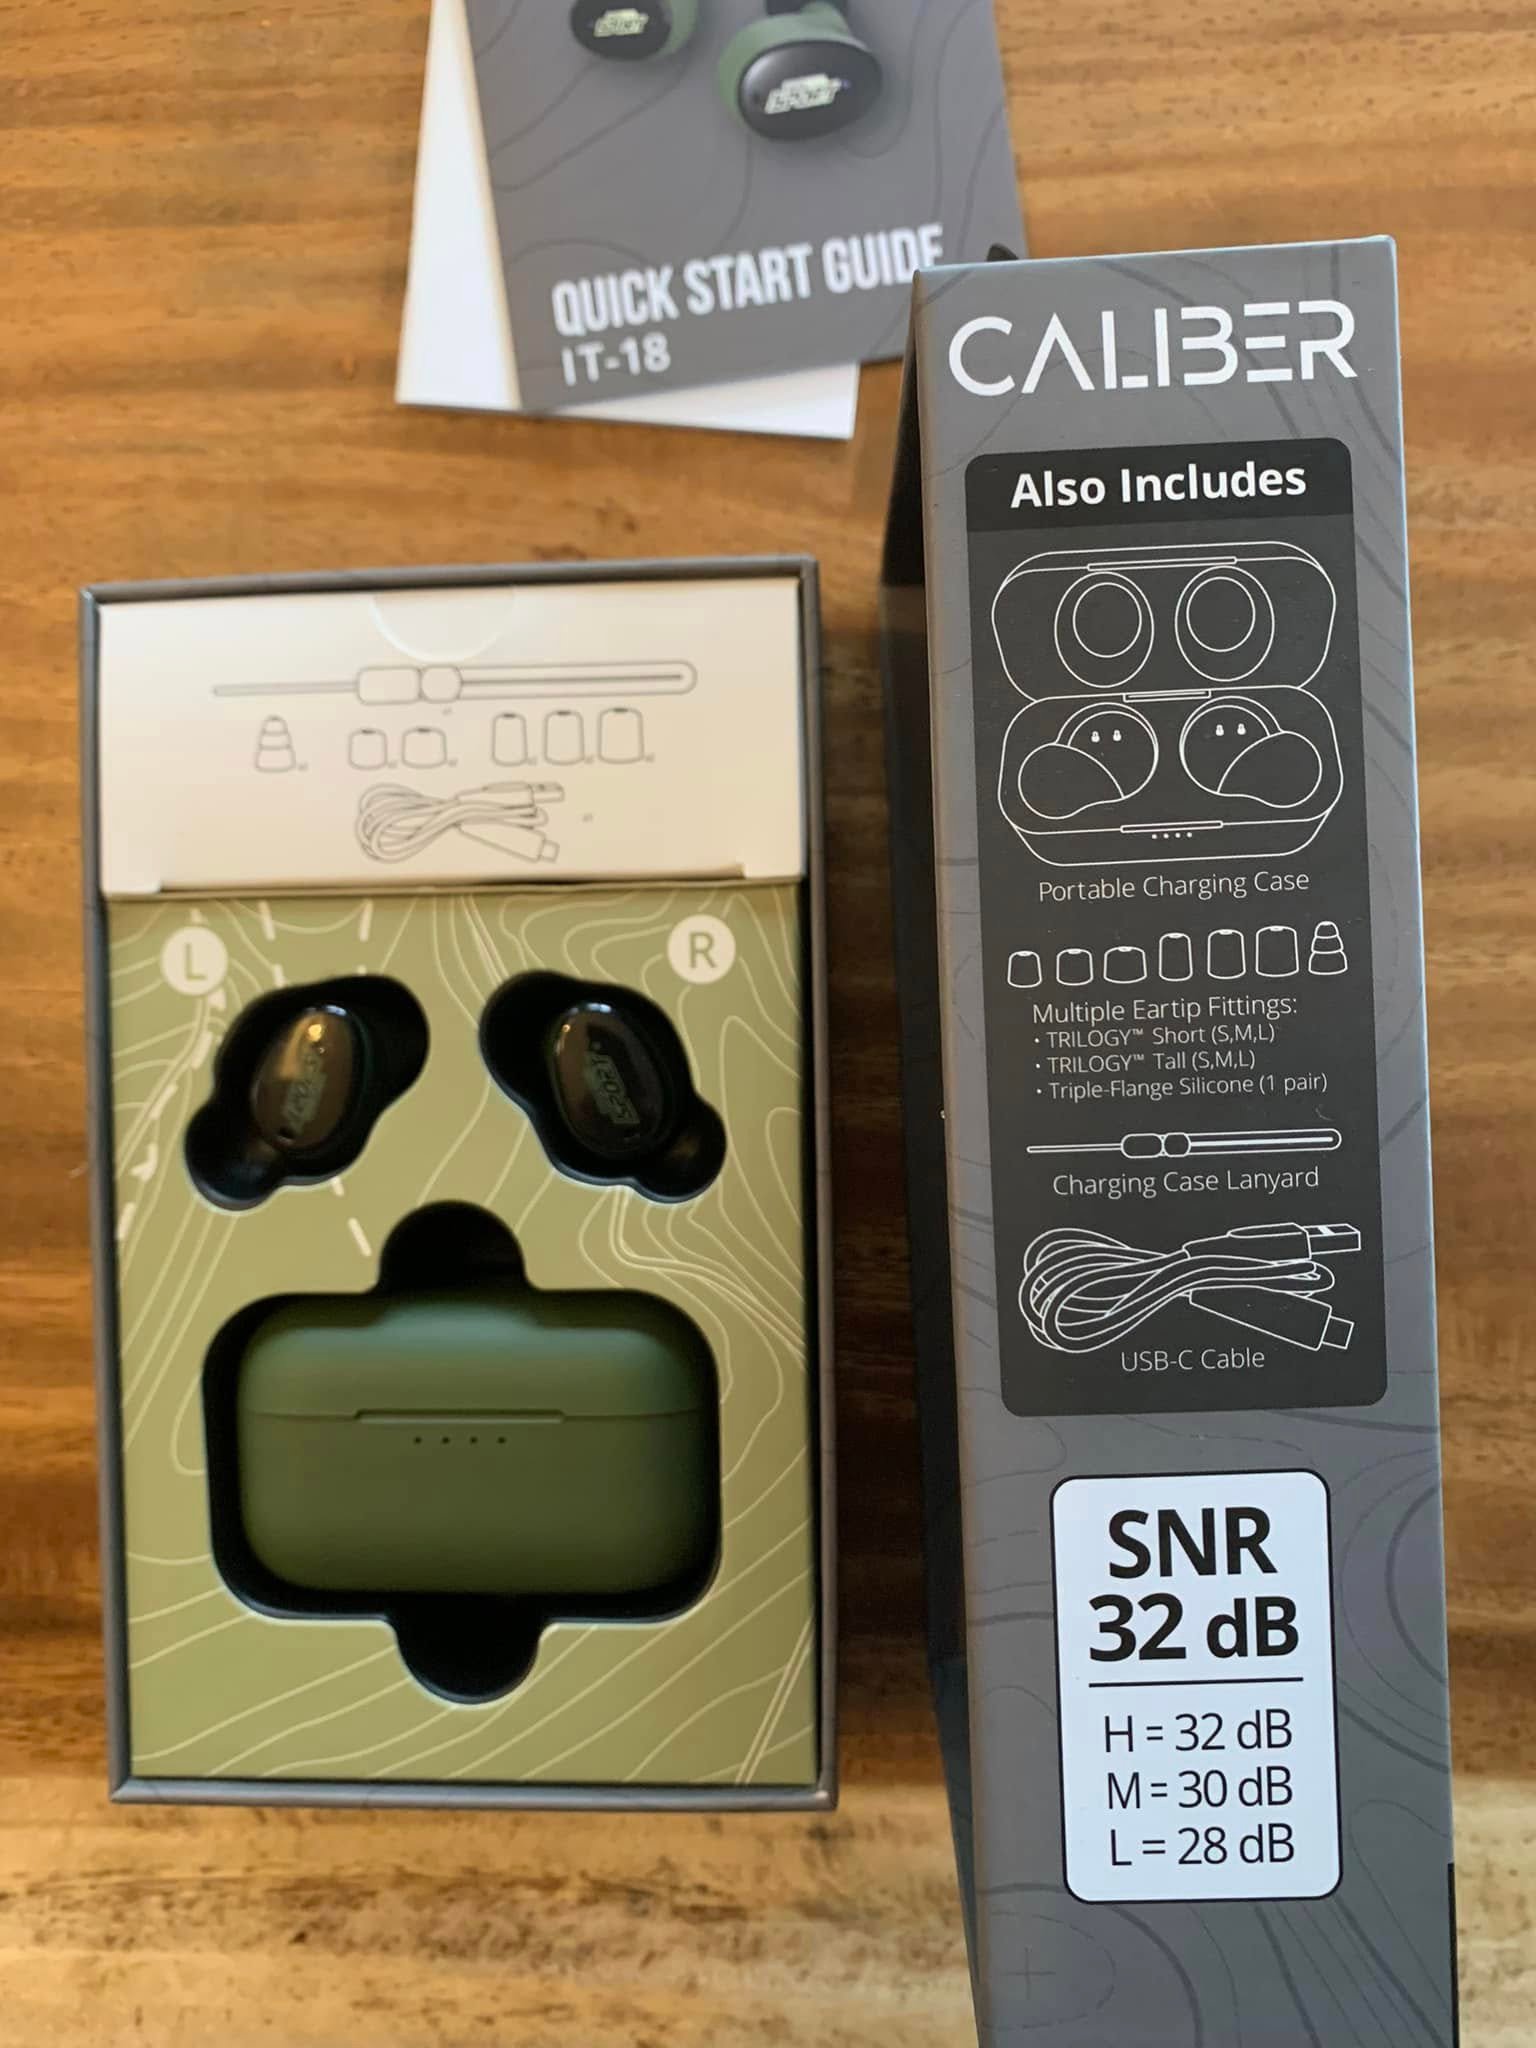 QUICK START GUIDE
IT-18
CALIBER
Also Includes
Portable Charging Case
Multiple Eartip Fittings:
• TRILOGY™ Short (S,M,L)
• TRILOGY™ Tall (S,M,L)
• Triple-Flange Silicone (1 pair)
Charging Case Lanyard
USB-C Cable
SNR
32 dB
H = 32 dB
M = 30 dB
L = 28 dB
L
R